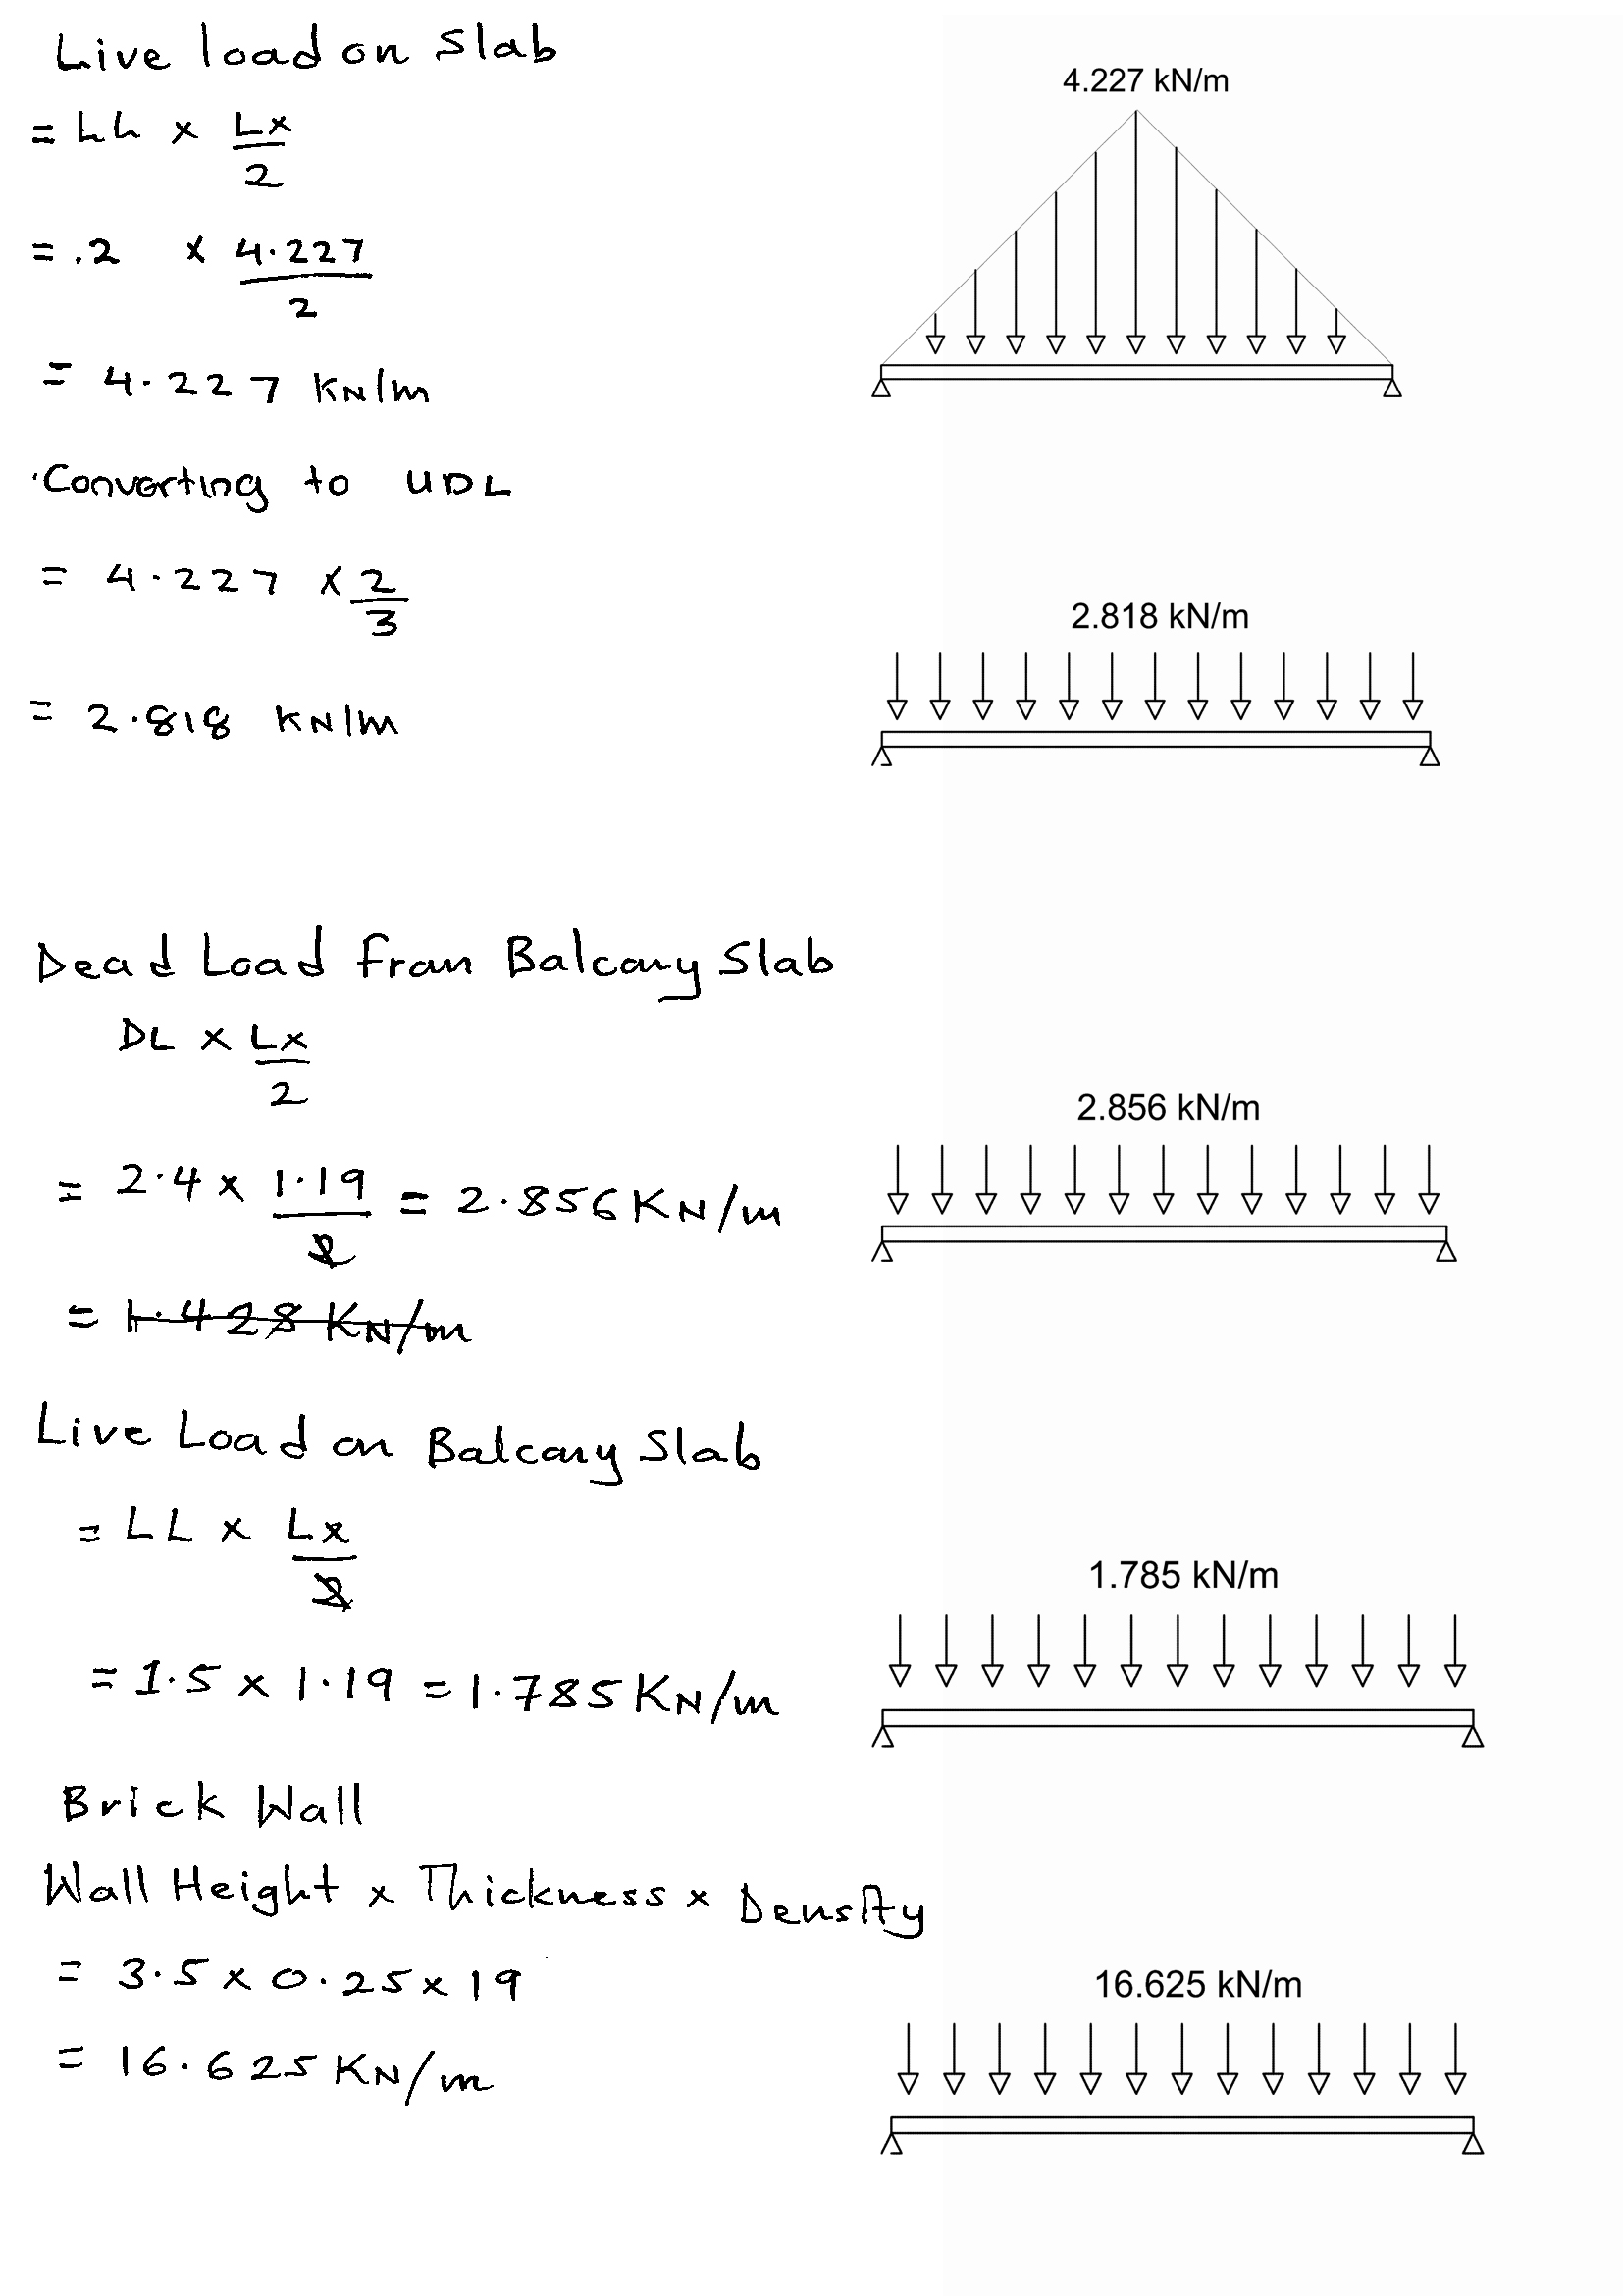 Live load on Slab
4.227 kN/m
= LL × Lx/2
= .2 × 4.227/2
= 4.227 KN/m
Converting to UDL
= 4.227 × 2/3
2.818 kN/m
= 2.818 KN/m
Dead Load from Balcony Slab
DL × Lx/2
2.856 kN/m
= 2.4 × 1.19/2 = 2.856 KN/m
= 1.428 KN/m
Live Load on Balcony Slab
= LL × Lx/2
1.785 kN/m
= 1.5 × 1.19 = 1.785 KN/m
Brick Wall
Wall Height × Thickness × Density
= 3.5 × 0.25 × 19
16.625 kN/m
= 16.625 KN/m